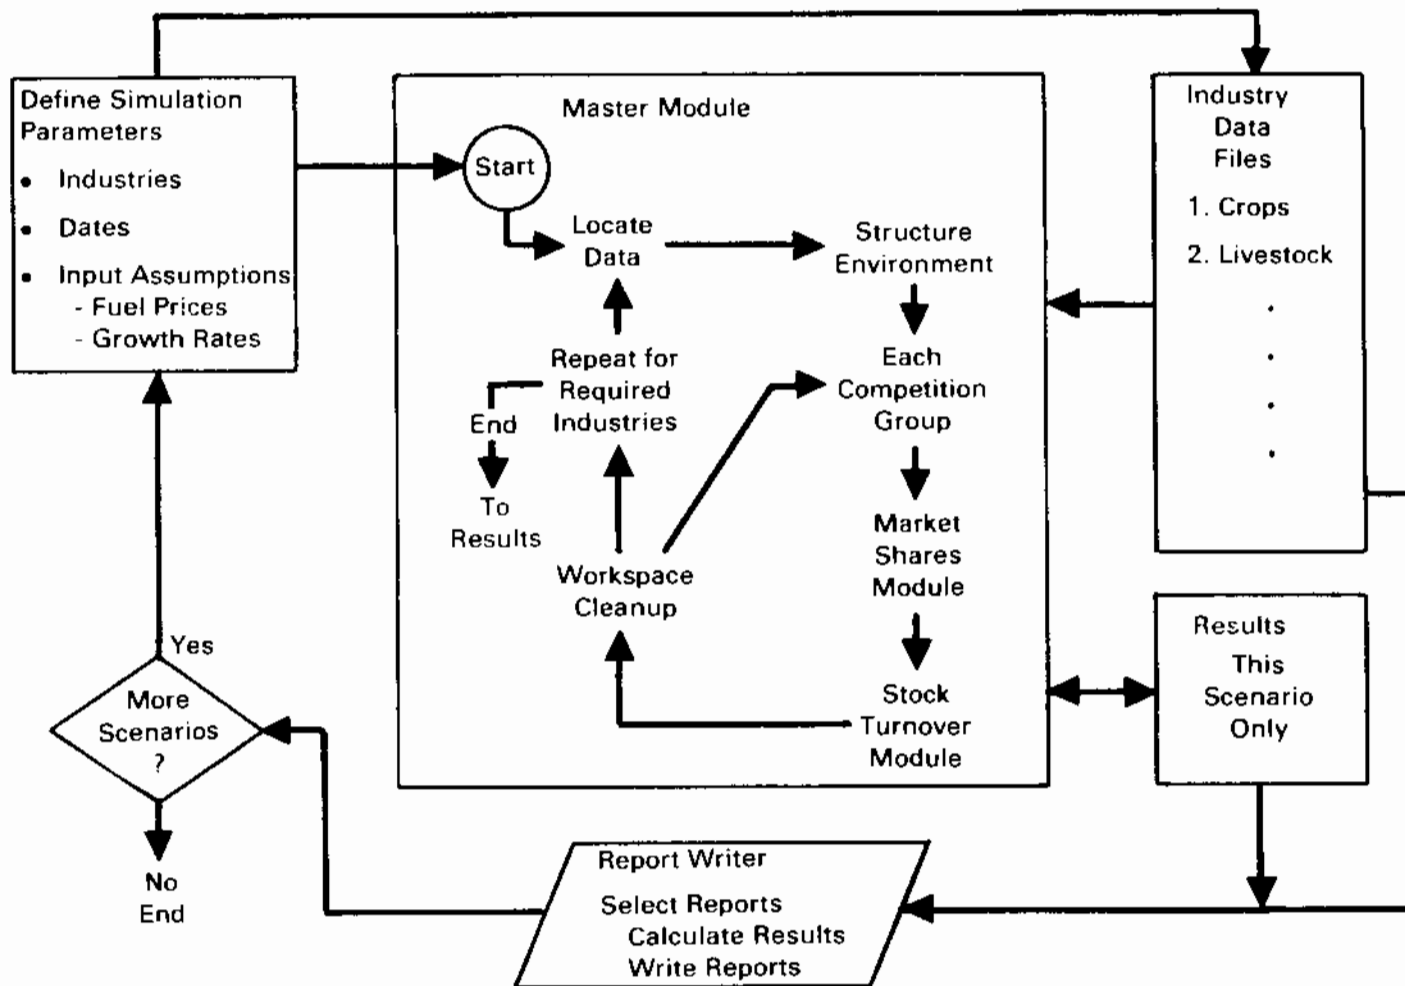 Define Simulation
Parameters
• Industries
• Dates
• Input Assumptions
- Fuel Prices
- Growth Rates
Master Module
Start
Locate
Data
Structure
Environment
Each
Competition
Group
Market
Shares
Module
Stock
Turnover
Module
Workspace
Cleanup
Repeat for
Required
Industries
End
To
Results
Industry
Data
Files
1. Crops
2. Livestock
.
.
.
.
Results
This
Scenario
Only
Report Writer
Select Reports
Calculate Results
Write Reports
More
Scenarios
?
Yes
No
End